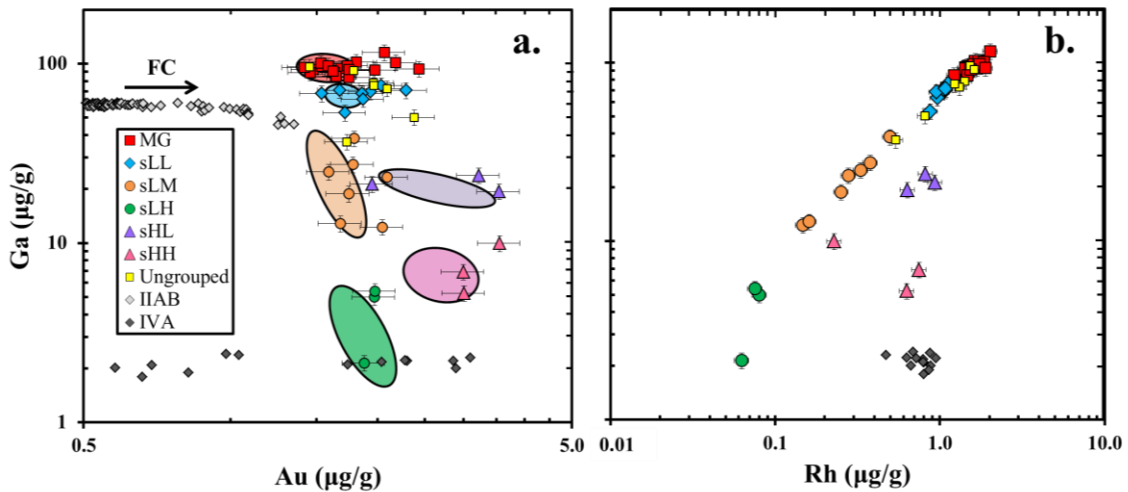 a.
b.
FC
100
10
1
Ga (µg/g)
MG
sLL
sLM
sLH
sHL
sHH
Ungrouped
IIAB
IVA
0.5
5.0
Au (µg/g)
0.01
0.1
1.0
10.0
Rh (µg/g)